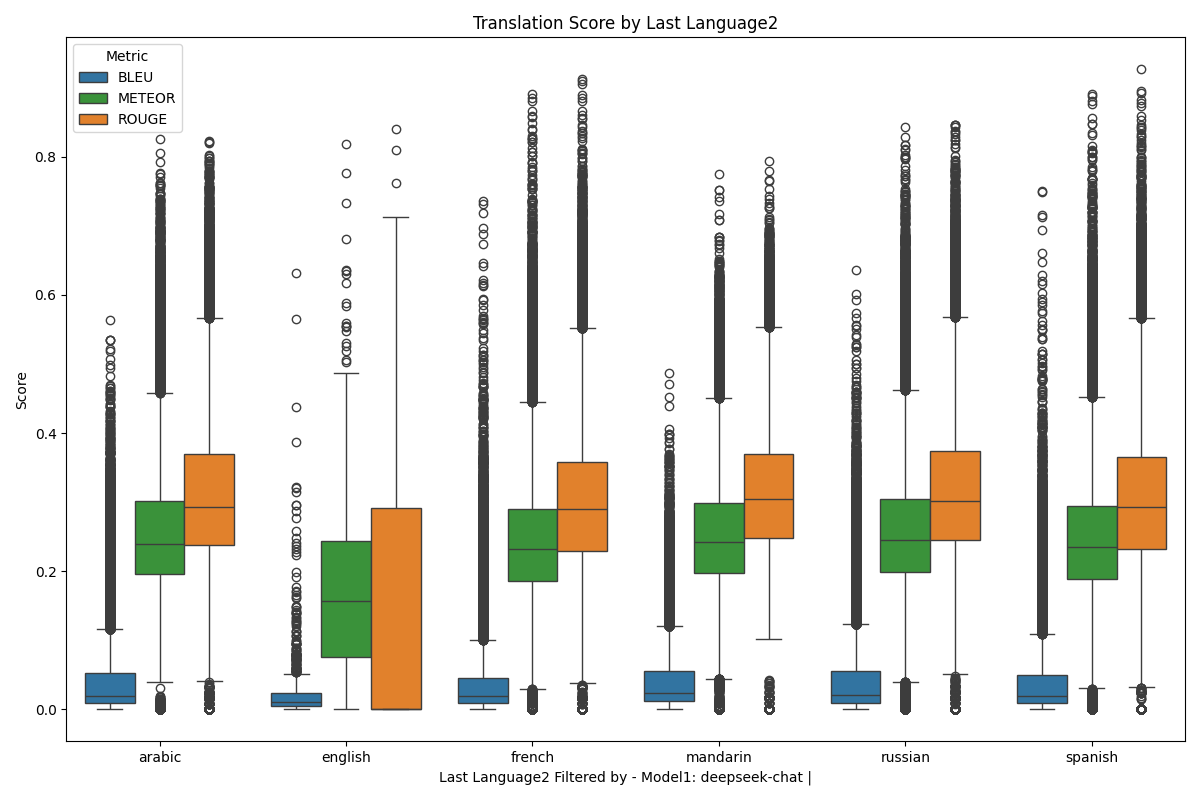 Translation Score by Last Language2
Metric
BLEU
METEOR
ROUGE
Score
0.8
0.6
0.4
0.2
0.0
arabic english french mandarin russian spanish
Last Language2 Filtered by - Model1: deepseek-chat |